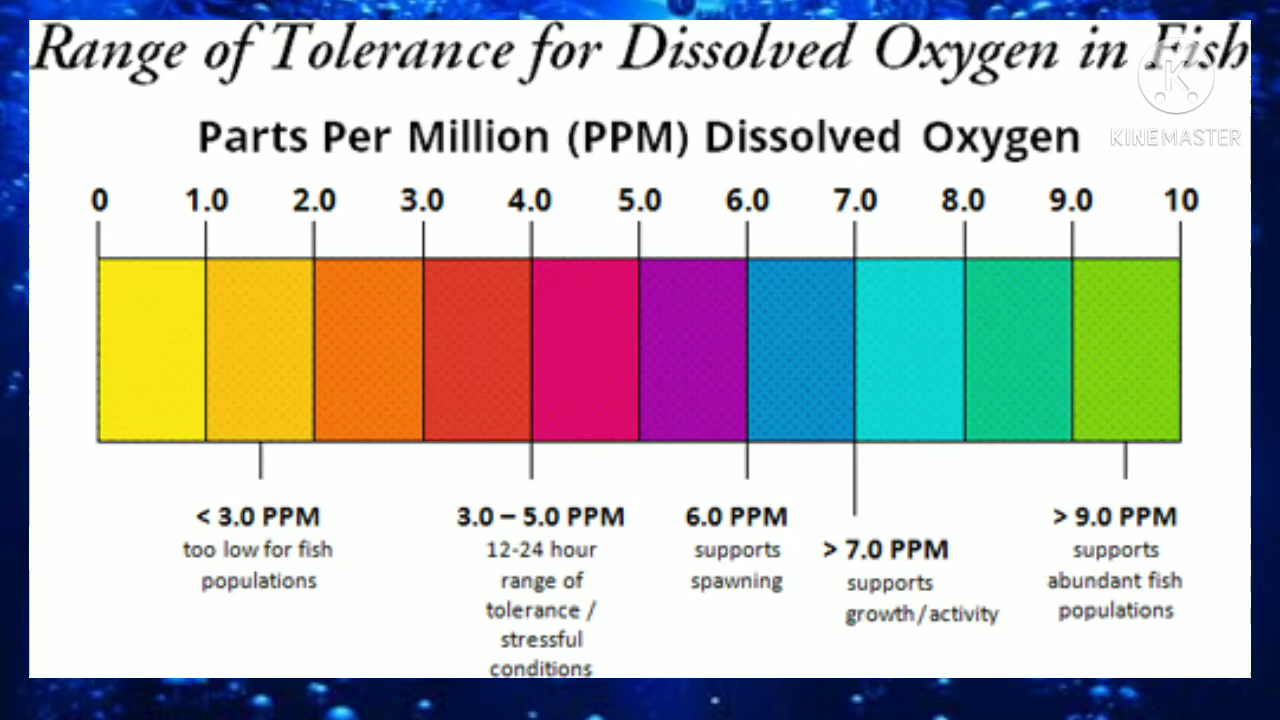 Range of Tolerance for Dissolved Oxygen in Fish
KINEMASTER
Parts Per Million (PPM) Dissolved Oxygen
0 1.0 2.0 3.0 4.0 5.0 6.0 7.0 8.0 9.0 10
< 3.0 PPM
too low for fish
populations
3.0 – 5.0 PPM
12-24 hour
range of
tolerance /
stressful
conditions
6.0 PPM
supports
spawning
> 7.0 PPM
supports
growth/activity
> 9.0 PPM
supports
abundant fish
populations